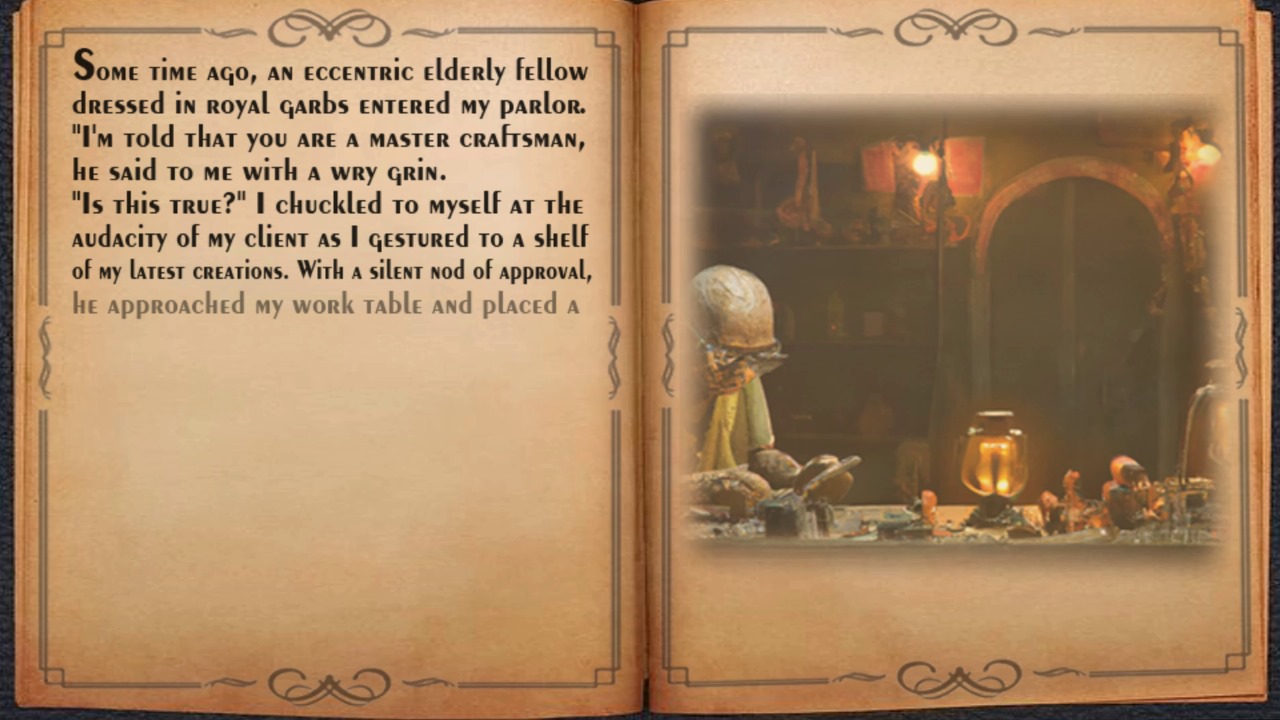 Some time ago, an eccentric elderly fellow
dressed in royal garbs entered my parlor.
"I'm told that you are a master craftsman,
he said to me with a wry grin.
"Is this true?" I chuckled to myself at the
audacity of my client as I gestured to a shelf
of my latest creations. With a silent nod of approval,
he approached my work table and placed a